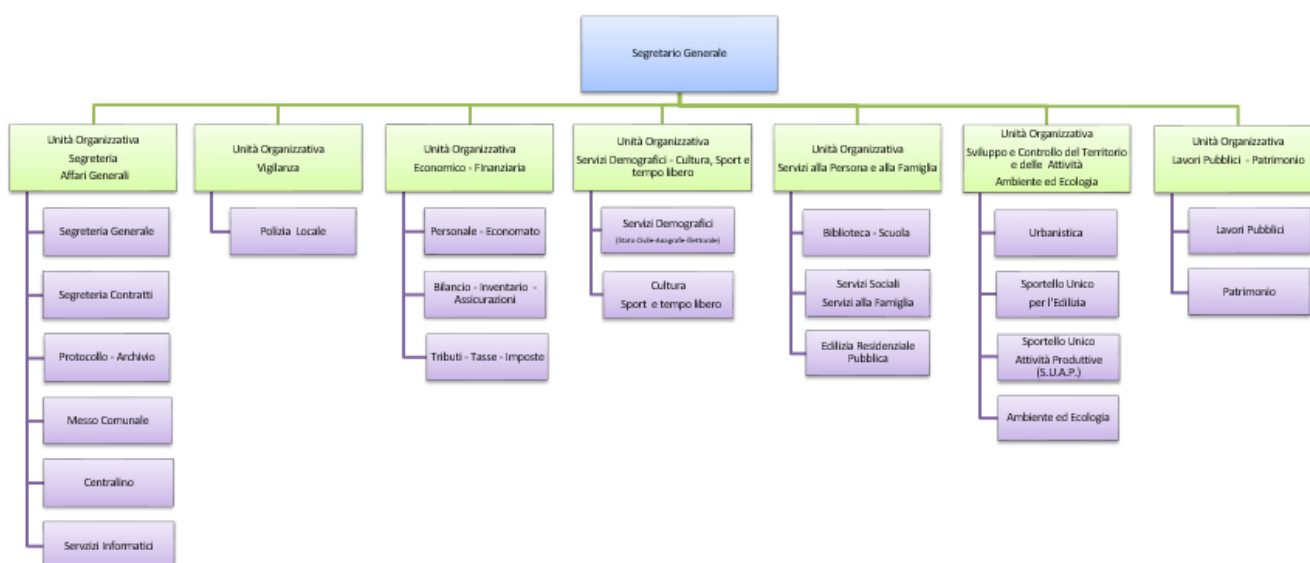 Segretario Generale
Unità Organizzativa
Segreteria
Affari Generali
Segreteria Generale
Segreteria Contratti
Protocollo - Archivio
Messo Comunale
Centralino
Servzizi Informatici
Unità Organizzativa
Vigilanza
Polizia Locale
Unità Organizzativa
Economico - Finanziaria
Personale - Economato
Bilancio - Inventario -
Assicurazioni
Tributi - Tasse - Imposte
Unità Organizzativa
Servizi Demografici - Cultura, Sport e
tempo libero
Servizi Demografici
(Stato Civile-Anagrafe-Elettorale)
Cultura
Sport e tempo libero
Unità Organizzativa
Servizi alla Persona e alla Famiglia
Biblioteca - Scuola
Servizi Sociali
Servizi alla Famiglia
Edilizia Residenziale
Pubblica
Unità Organizzativa
Sviluppo e Controllo del Territorio
e delle Attività
Ambiente ed Ecologia
Urbanistica
Sportello Unico
per l'Edilizia
Sportello Unico
Attività Produttive
(S.U.A.P.)
Ambiente ed Ecologia
Unità Organizzativa
Lavori Pubblici - Patrimonio
Lavori Pubblici
Patrimonio